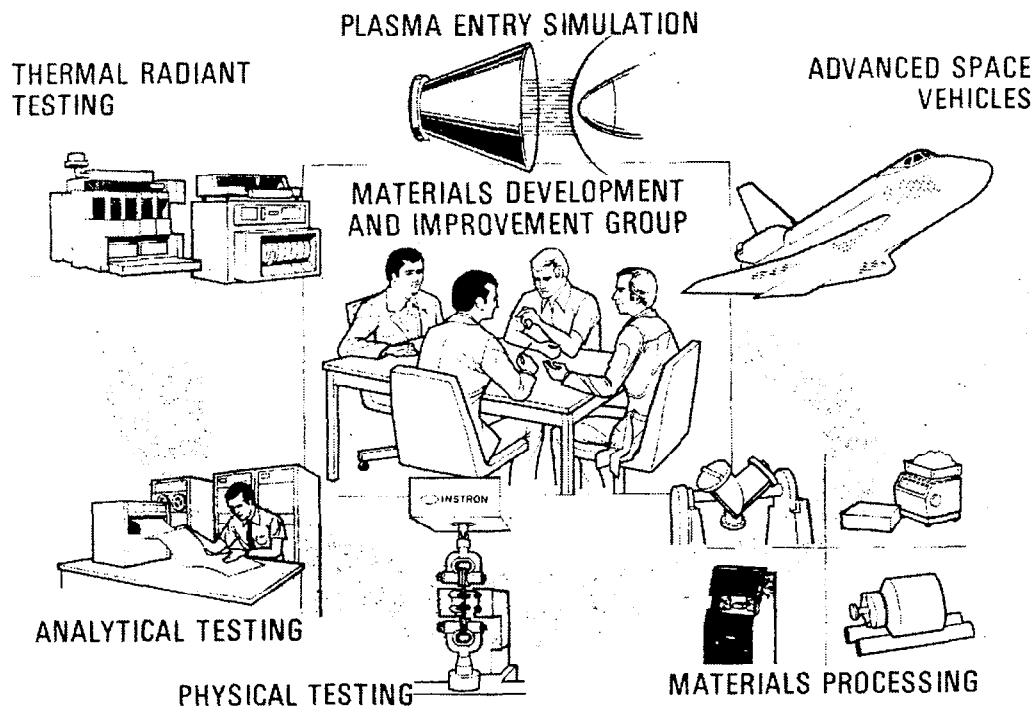 PLASMA ENTRY SIMULATION
THERMAL RADIANT
TESTING
ADVANCED SPACE
VEHICLES
MATERIALS DEVELOPMENT
AND IMPROVEMENT GROUP
INSTRON
ANALYTICAL TESTING
PHYSICAL TESTING
MATERIALS PROCESSING